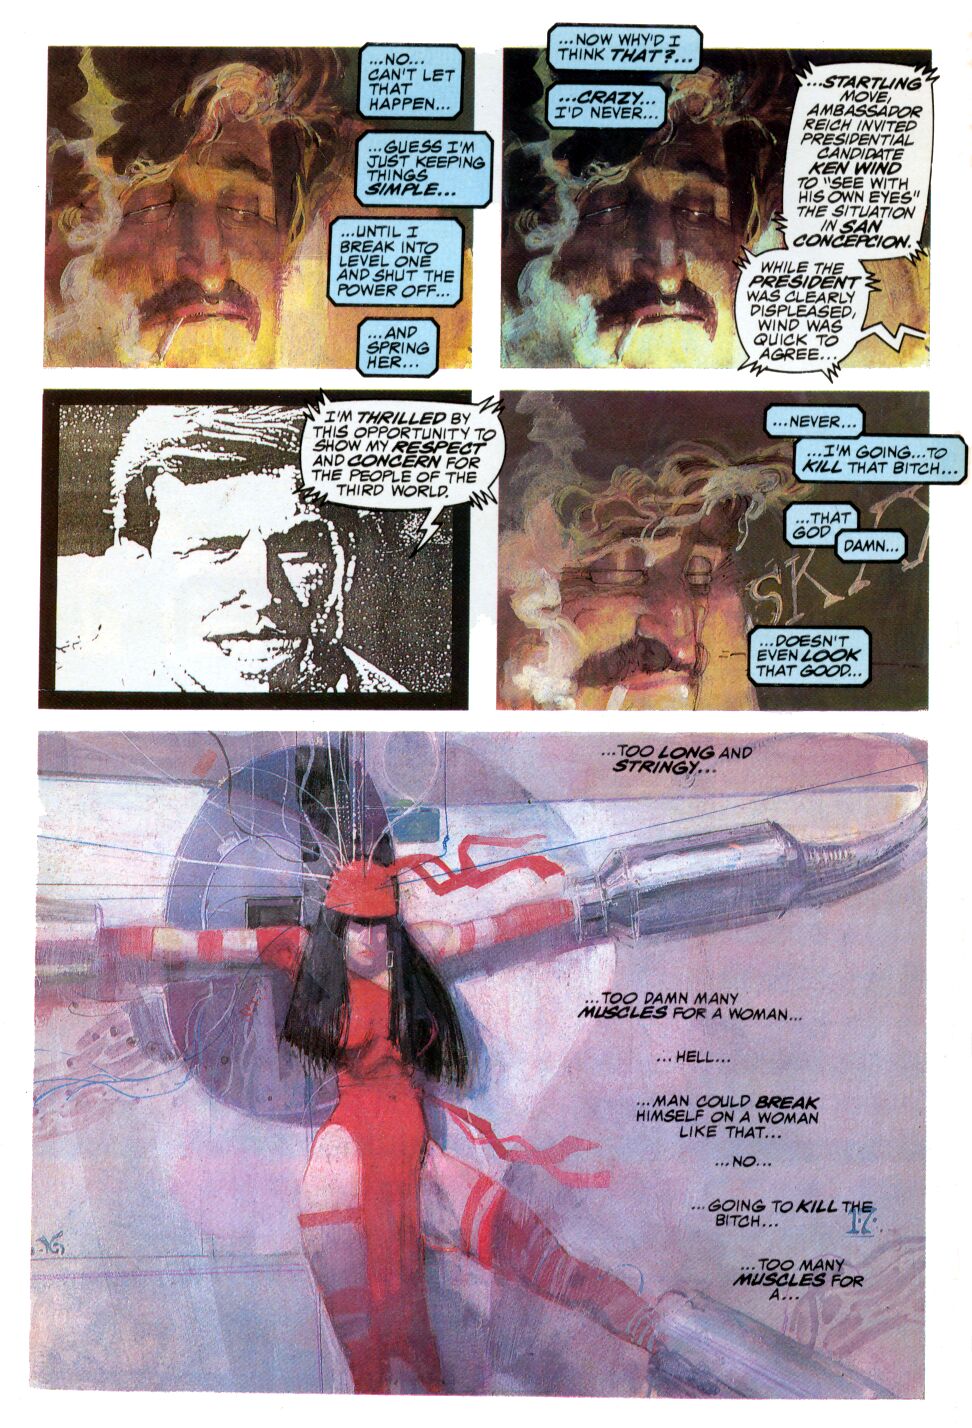 ...NO...
CAN'T LET
THAT
HAPPEN...
...GUESS I'M
JUST KEEPING
THINGS
SIMPLE...
...UNTIL I
BREAK INTO
LEVEL ONE
AND SHUT THE
POWER OFF...
...AND
SPRING
HER...
...NOW WHY'D I
THINK THAT?...
...CRAZY...
I'D NEVER...
...STARTLING
MOVE,
AMBASSADOR
REICH INVITED
PRESIDENTIAL
CANDIDATE
KEN WIND
TO "SEE WITH
HIS OWN EYES"
THE SITUATION
IN SAN
CONCEPCION.
WHILE THE
PRESIDENT
WAS CLEARLY
DISPLEASED,
WIND WAS
QUICK TO
AGREE...
I'M THRILLED BY
THIS OPPORTUNITY TO
SHOW MY RESPECT
AND CONCERN FOR
THE PEOPLE OF THE
THIRD WORLD.
...NEVER...
...I'M GOING...TO
KILL THAT BITCH...
...THAT
GOD
DAMN...
...DOESN'T
EVEN LOOK
THAT GOOD...
...TOO LONG AND
STRINGY...
...TOO DAMN MANY
MUSCLES FOR A WOMAN...
...HELL...
...MAN COULD BREAK
HIMSELF ON A WOMAN
LIKE THAT...
...NO...
...GOING TO KILL THE
BITCH...
17.
...TOO MANY
MUSCLES FOR
A...